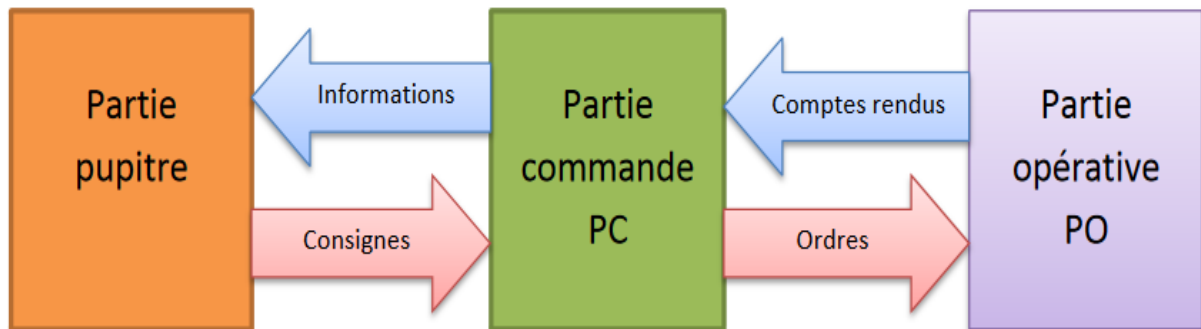 Partie
pupitre
Informations
Consignes
Partie
commande
PC
Comptes rendus
Ordres
Partie
opérative
PO